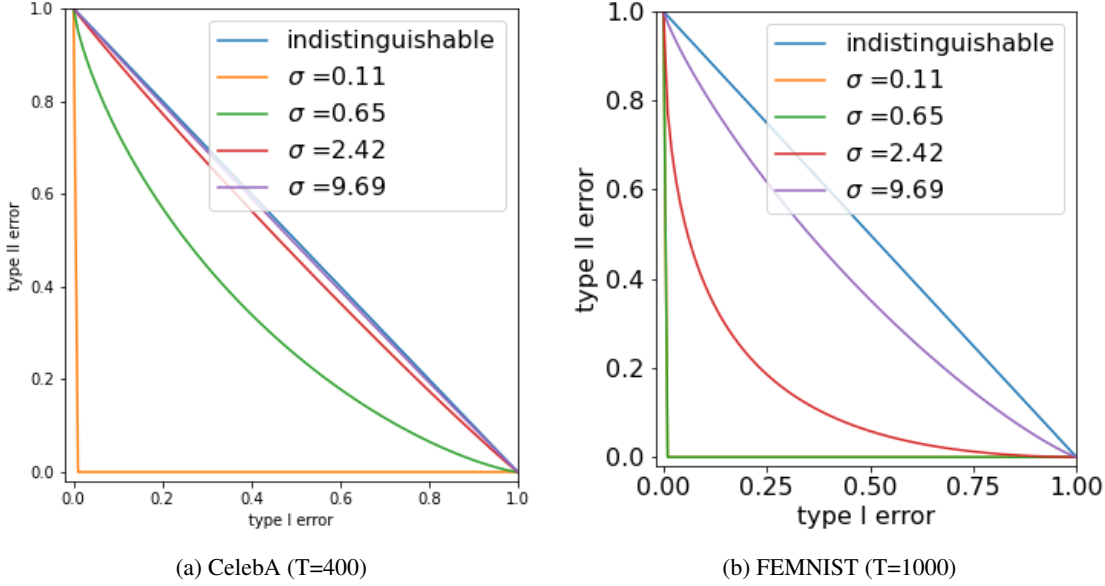 1.0
0.8
0.6
0.4
0.2
0.0
type II error
indistinguishable
σ =0.11
σ =0.65
σ =2.42
σ =9.69
0.0 0.2 0.4 0.6 0.8 1.0
type I error
(a) CelebA (T=400)
1.0
0.8
0.6
0.4
0.2
0.0
type II error
indistinguishable
σ =0.11
σ =0.65
σ =2.42
σ =9.69
0.00 0.25 0.50 0.75 1.00
type I error
(b) FEMNIST (T=1000)